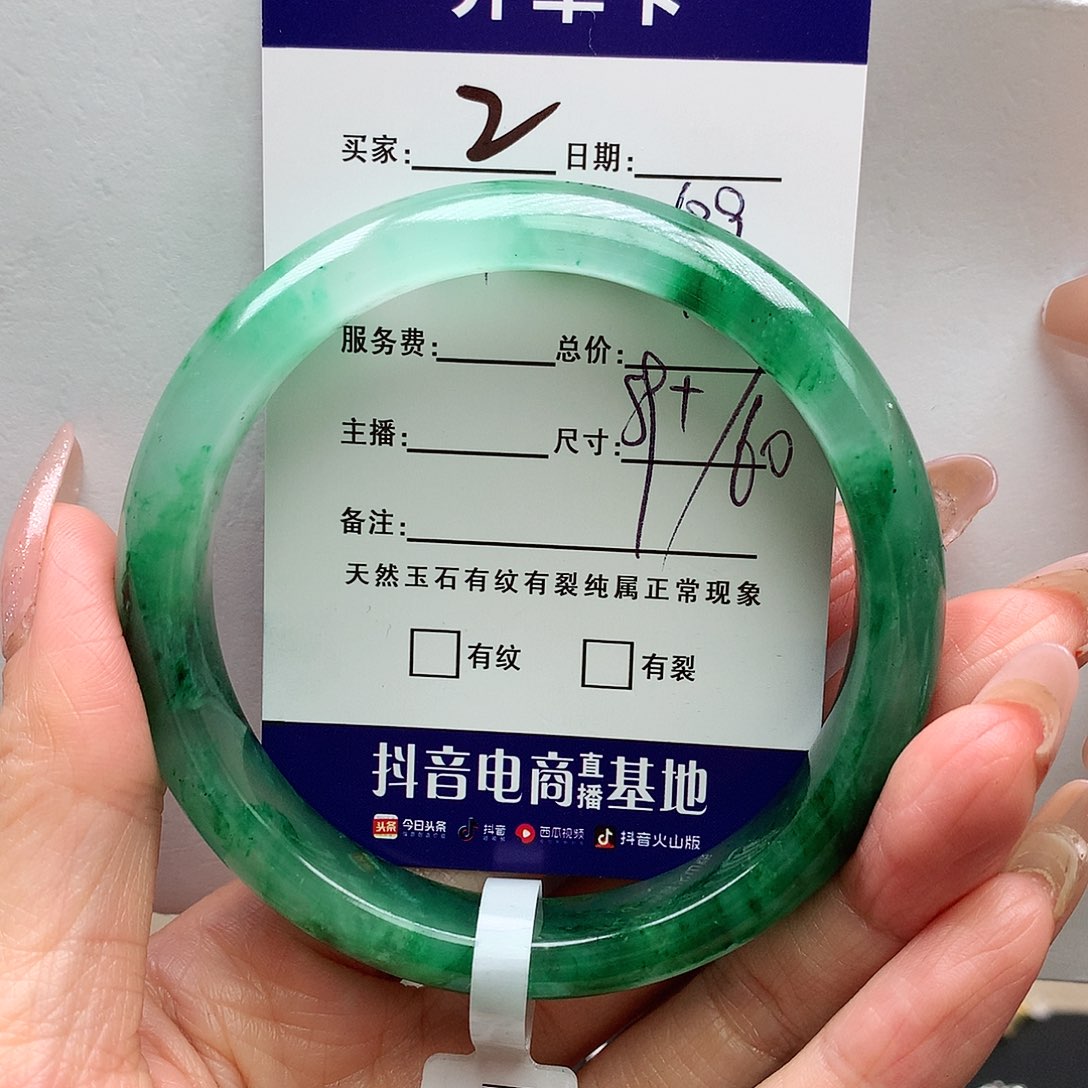 买家: 2 日期:
服务费: 总价:
主播: 尺寸: 59+/60
备注:
天然玉石有纹有裂纯属正常现象
有纹 有裂
抖音电商直播基地
今日头条 抖音 西瓜视频 抖音火山版